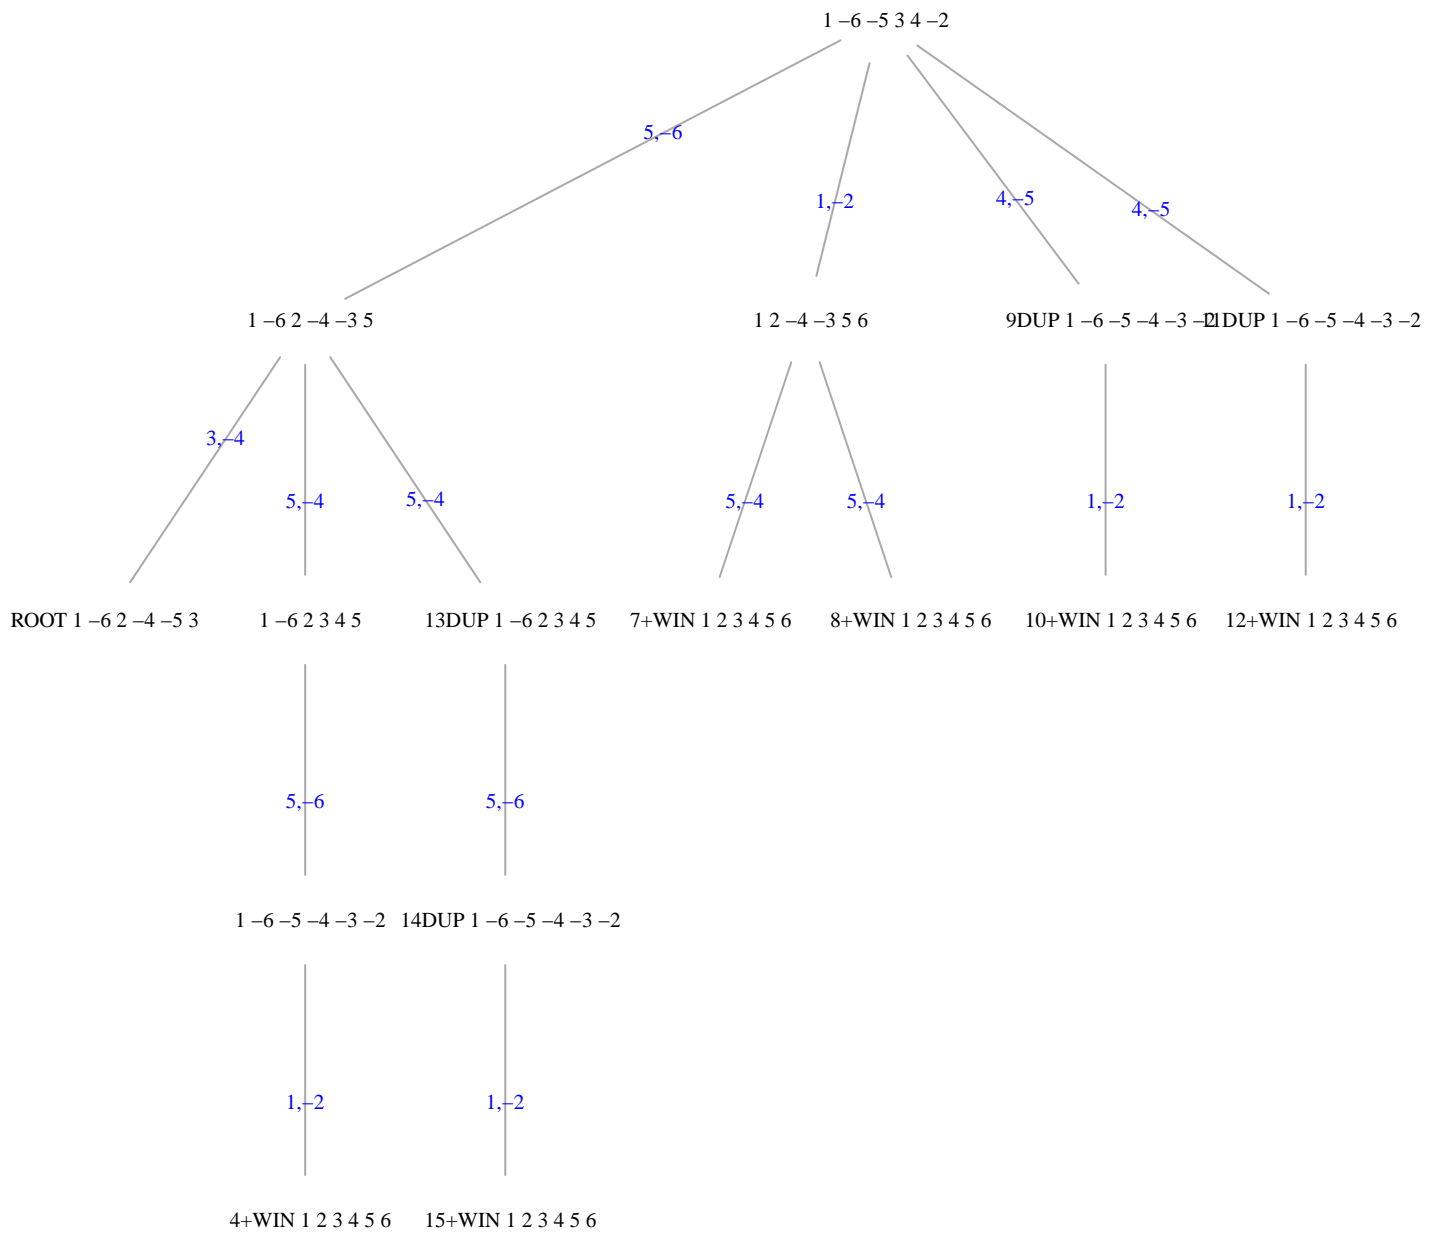 1 –6 –5 3 4 –2
5,–6
1,–2
4,–5
4,–5
1 –6 2 –4 –3 5
1 2 –4 –3 5 6
9DUP 1 –6 –5 –4 –3 –2
11DUP 1 –6 –5 –4 –3 –2
3,–4
5,–4
5,–4
5,–4
5,–4
1,–2
1,–2
ROOT 1 –6 2 –4 –5 3
1 –6 2 3 4 5
13DUP 1 –6 2 3 4 5
7+WIN 1 2 3 4 5 6
8+WIN 1 2 3 4 5 6
10+WIN 1 2 3 4 5 6
12+WIN 1 2 3 4 5 6
5,–6
5,–6
1 –6 –5 –4 –3 –2
14DUP 1 –6 –5 –4 –3 –2
1,–2
1,–2
4+WIN 1 2 3 4 5 6
15+WIN 1 2 3 4 5 6